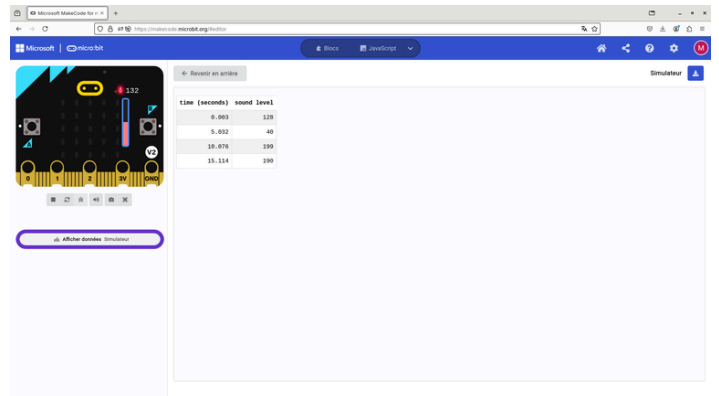 Microsoft MakeCode for m
https://makecode.microbit.org/#editor
Microsoft | micro:bit
Blocs
JavaScript
M
Revenir en arrière
Simulateur
132
B
A
V2
0 1 2 3V GND
Afficher données Simulateur
time (seconds) sound level
0.003 128
5.032 40
10.076 199
15.114 190